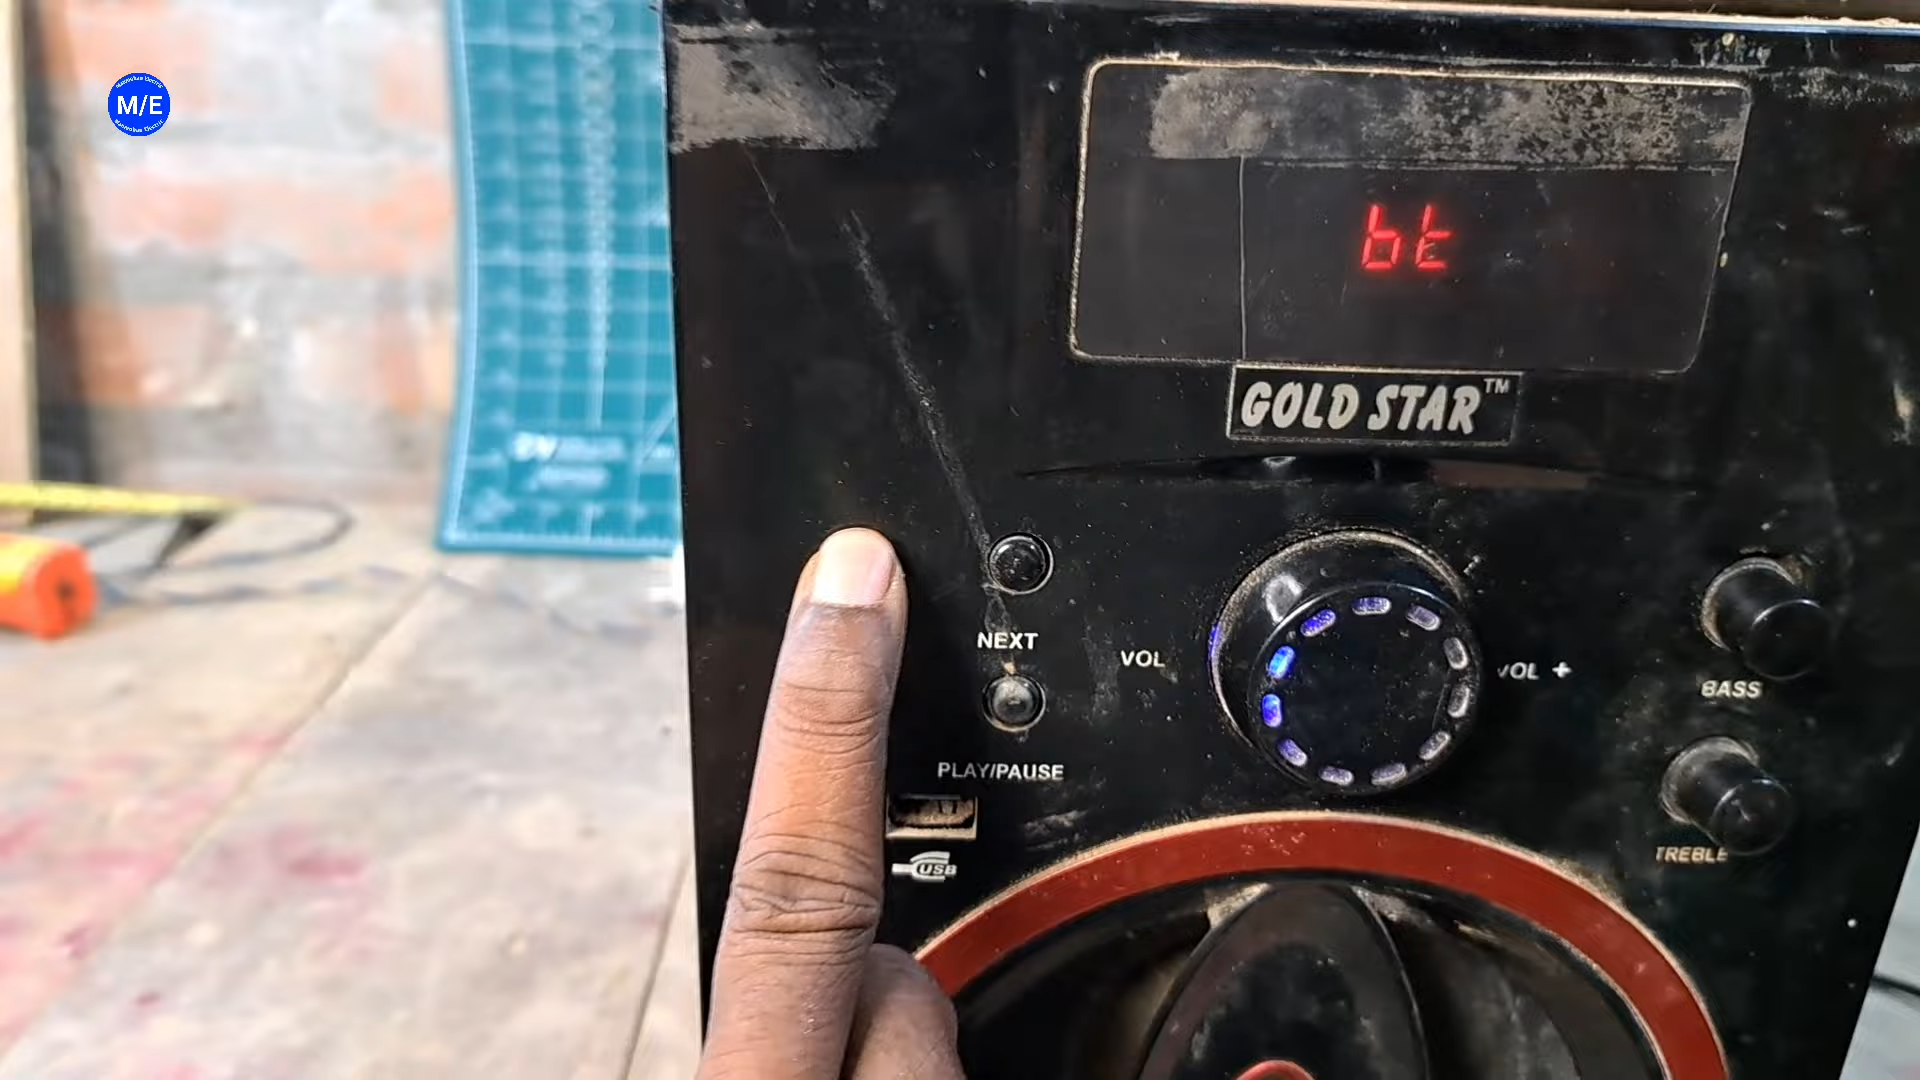 M/E
bt
GOLD STAR™
NEXT
VOL
VOL +
BASS
PLAY/PAUSE
TREBLE
USB